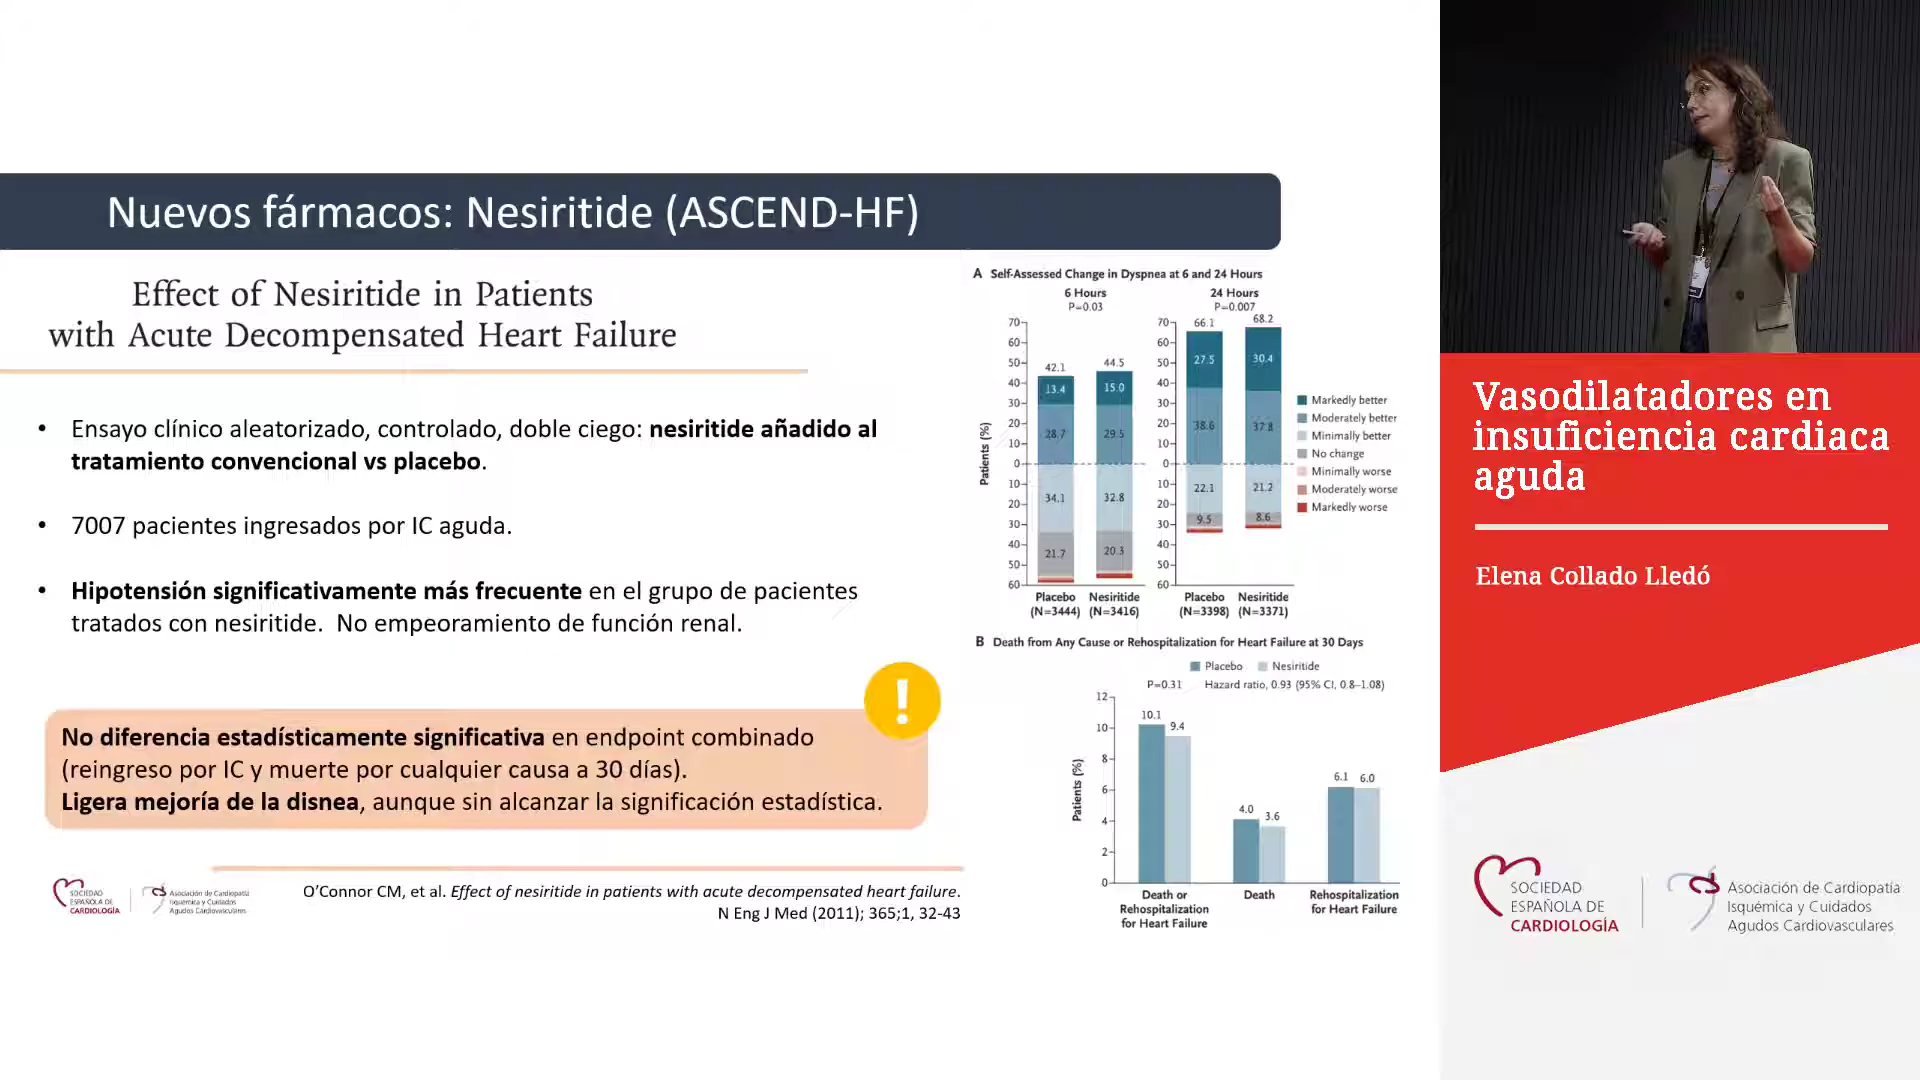 Nuevos fármacos: Nesiritide (ASCEND-HF)
Effect of Nesiritide in Patients
with Acute Decompensated Heart Failure
• Ensayo clínico aleatorizado, controlado, doble ciego: nesiritide añadido al
tratamiento convencional vs placebo.
• 7007 pacientes ingresados por IC aguda.
• Hipotensión significativamente más frecuente en el grupo de pacientes
tratados con nesiritide. No empeoramiento de función renal.
!
No diferencia estadísticamente significativa en endpoint combinado
(reingreso por IC y muerte por cualquier causa a 30 días).
Ligera mejoría de la disnea, aunque sin alcanzar la significación estadística.
SOCIEDAD
ESPAÑOLA DE
CARDIOLOGÍA
Asociación de Cardiopatía
Isquémica y Cuidados
Agudos Cardiovasculares
O'Connor CM, et al. Effect of nesiritide in patients with acute decompensated heart failure.
N Eng J Med (2011); 365;1, 32-43
A Self-Assessed Change in Dyspnea at 6 and 24 Hours
6 Hours
P=0.03
24 Hours
P=0.007
Patients (%)
70
60
50
40
30
20
10
0
10
20
30
40
50
60
42.1
13.4
28.7
34.1
21.7
44.5
15.0
29.5
32.8
20.3
Placebo
(N=3444)
Nesiritide
(N=3416)
70
60
50
40
30
20
10
0
10
20
30
40
50
60
66.1
27.5
38.6
22.1
9.5
68.2
30.4
37.8
21.2
8.6
Placebo
(N=3398)
Nesiritide
(N=3371)
Markedly better
Moderately better
Minimally better
No change
Minimally worse
Moderately worse
Markedly worse
B Death from Any Cause or Rehospitalization for Heart Failure at 30 Days
Placebo Nesiritide
P=0.31 Hazard ratio, 0.93 (95% CI, 0.8–1.08)
Patients (%)
12
10
8
6
4
2
0
10.1
9.4
4.0
3.6
6.1
6.0
Death or
Rehospitalization
for Heart Failure
Death
Rehospitalization
for Heart Failure
Vasodilatadores en
insuficiencia cardiaca
aguda
Elena Collado Lledó
SOCIEDAD
ESPAÑOLA DE
CARDIOLOGÍA
Asociación de Cardiopatía
Isquémica y Cuidados
Agudos Cardiovasculares